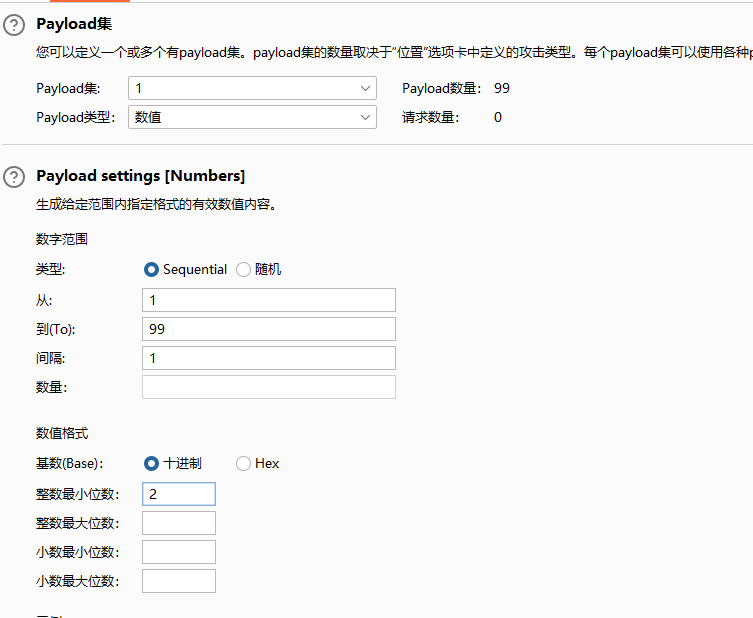 Payload集
您可以定义一个或多个有payload集。payload集的数量取决于“位置”选项卡中定义的攻击类型。每个payload集可以使用各种p
Payload集: 1 Payload数量: 99
Payload类型: 数值 请求数量: 0
Payload settings [Numbers]
生成给定范围内指定格式的有效数值内容。
数字范围
类型: Sequential 随机
从: 1
到(To): 99
间隔: 1
数量:
数值格式
基数(Base): 十进制 Hex
整数最小位数: 2
整数最大位数:
小数最小位数:
小数最大位数: